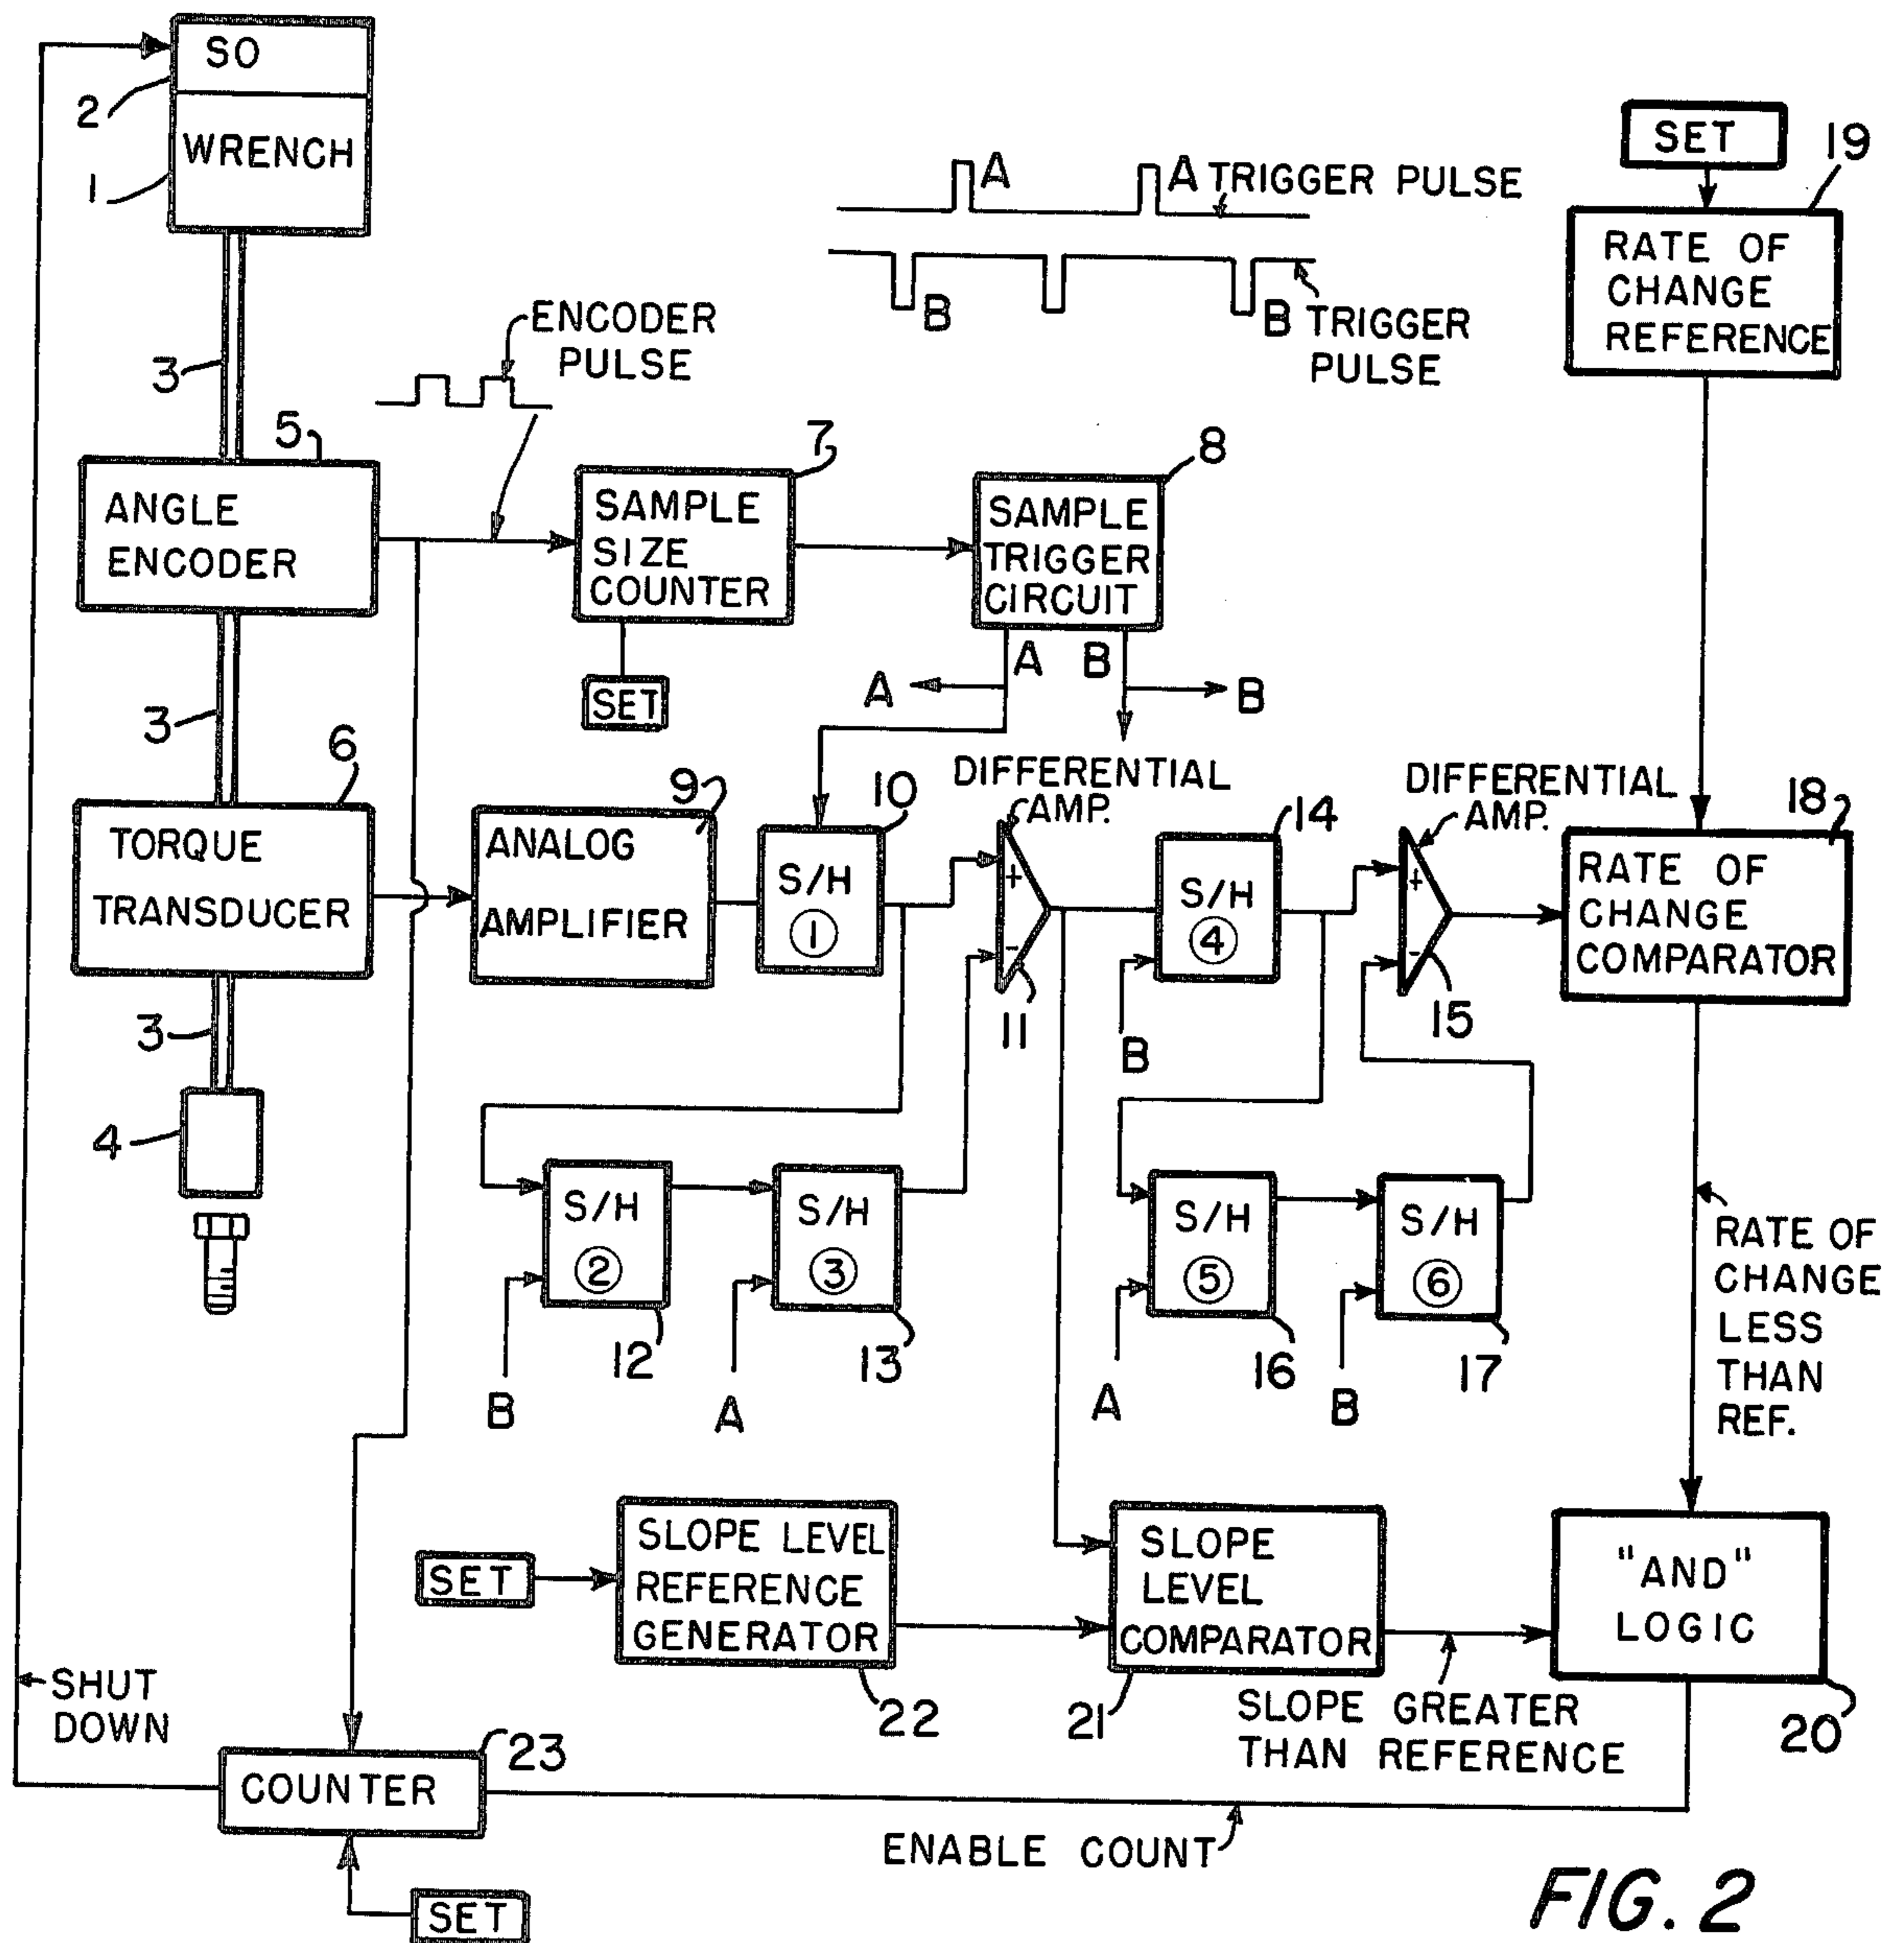 SO
2
WRENCH
1
A
A TRIGGER PULSE
B
B TRIGGER
PULSE
SET
19
RATE OF
CHANGE
REFERENCE
3
ENCODER
PULSE
5
ANGLE
ENCODER
7
SAMPLE
SIZE
COUNTER
SET
8
SAMPLE
TRIGGER
CIRCUIT
A
B
A
B
3
6
TORQUE
TRANSDUCER
9
ANALOG
AMPLIFIER
10
S/H
1
DIFFERENTIAL
AMP.
+
-
11
14
S/H
4
B
DIFFERENTIAL
AMP.
+
-
15
18
RATE OF
CHANGE
COMPARATOR
3
4
S/H
2
12
B
S/H
3
13
A
S/H
5
16
A
S/H
6
17
B
RATE OF
CHANGE
LESS
THAN
REF.
SET
SLOPE LEVEL
REFERENCE
GENERATOR
22
SLOPE
LEVEL
COMPARATOR
21
SLOPE GREATER
THAN REFERENCE
"AND"
LOGIC
20
SHUT
DOWN
23
COUNTER
ENABLE COUNT
SET
FIG. 2